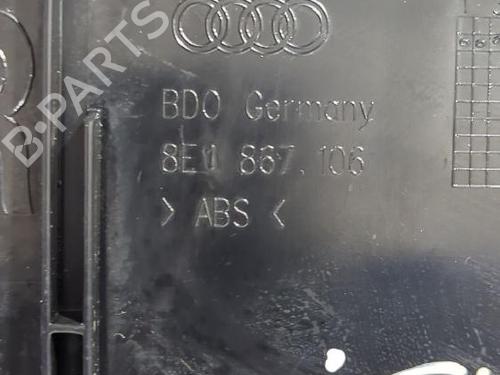 BDO Germany
8E1 867.106
> ABS <
B-PARTS